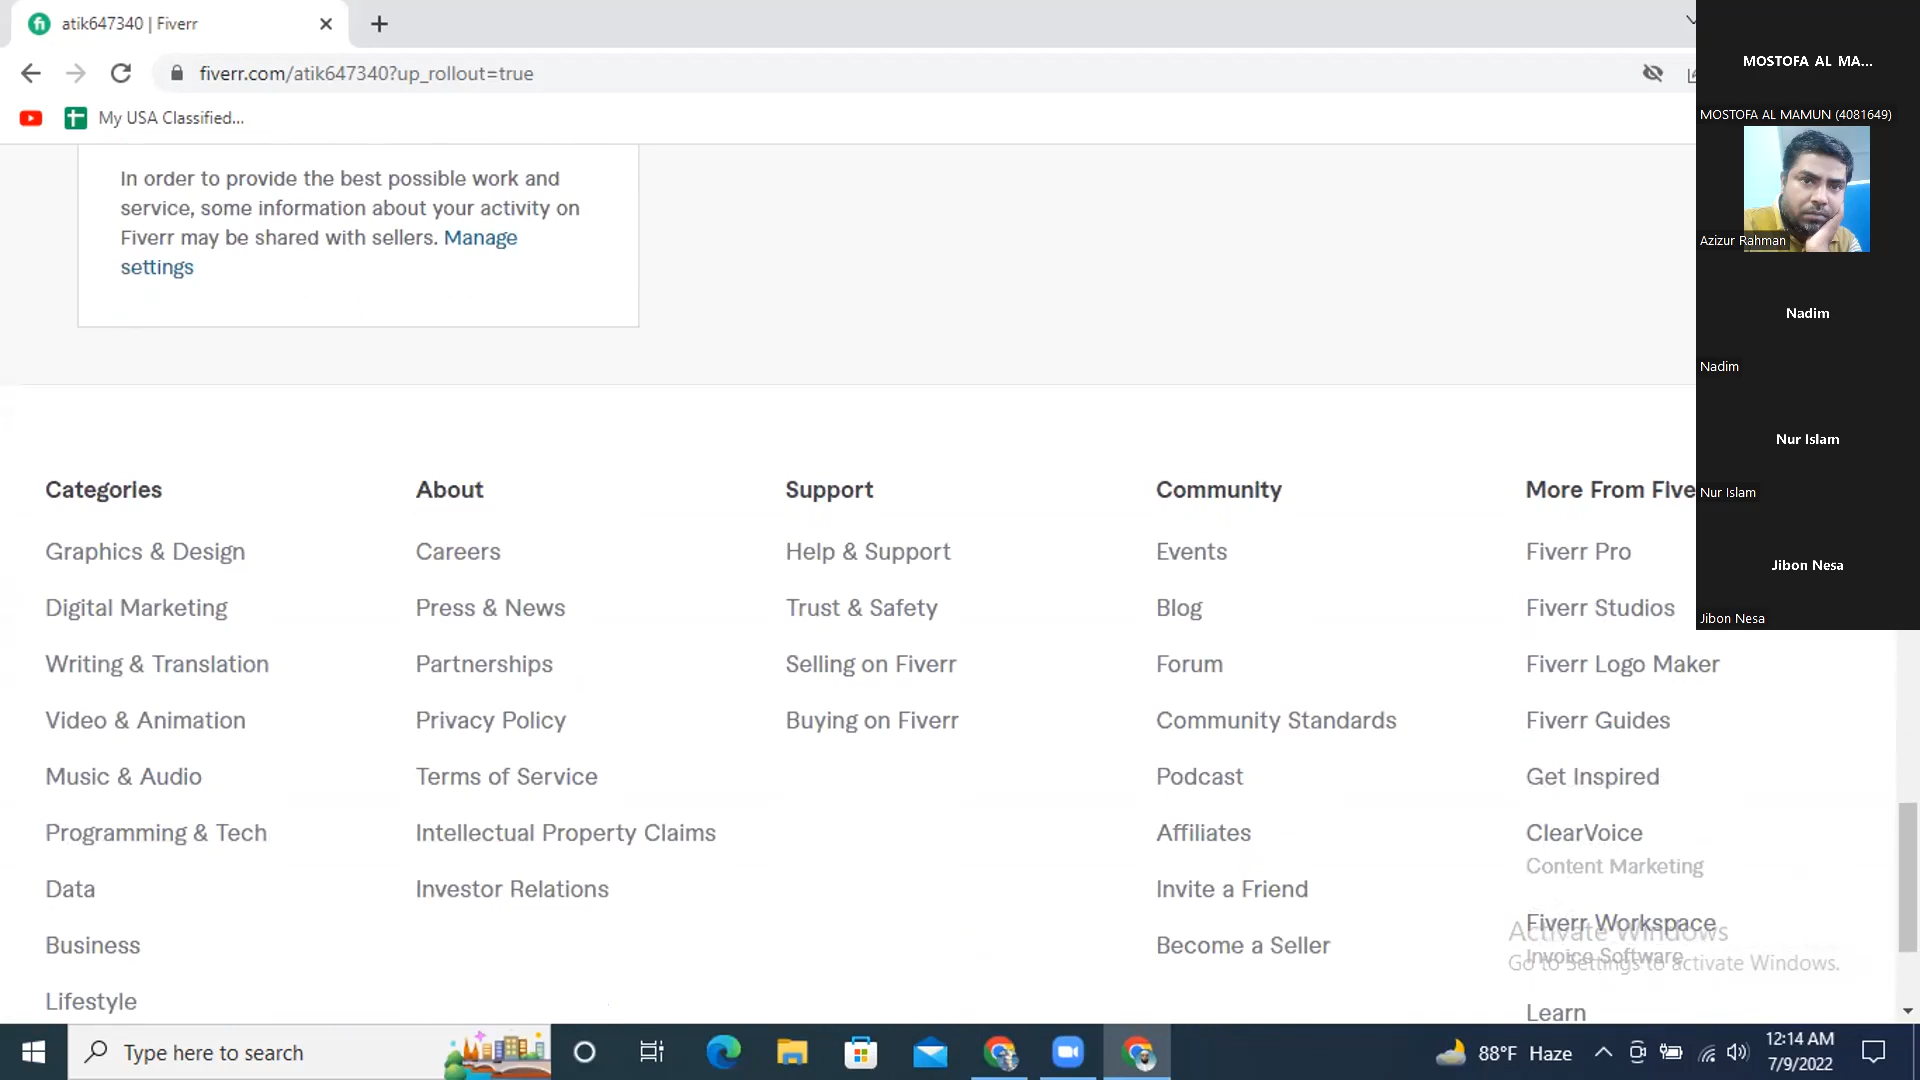 atik647340 | Fiverr
fiverr.com/atik647340?up_rollout=true
My USA Classified...
In order to provide the best possible work and
service, some information about your activity on
Fiverr may be shared with sellers. Manage
settings
Categories
Graphics & Design
Digital Marketing
Writing & Translation
Video & Animation
Music & Audio
Programming & Tech
Data
Business
Lifestyle
About
Careers
Press & News
Partnerships
Privacy Policy
Terms of Service
Intellectual Property Claims
Investor Relations
Support
Help & Support
Trust & Safety
Selling on Fiverr
Buying on Fiverr
Community
Events
Blog
Forum
Community Standards
Podcast
Affiliates
Invite a Friend
Become a Seller
More From Five
Fiverr Pro
Fiverr Studios
Fiverr Logo Maker
Fiverr Guides
Get Inspired
ClearVoice
Content Marketing
Fiverr Workspace
Invoice Software
Learn
Activate Windows
Go to Settings to activate Windows.
MOSTOFA AL MA...
MOSTOFA AL MAMUN (4081649)
Azizur Rahman
Nadim
Nadim
Nur Islam
Nur Islam
Jibon Nesa
Jibon Nesa
Type here to search
88°F Haze
12:14 AM
7/9/2022